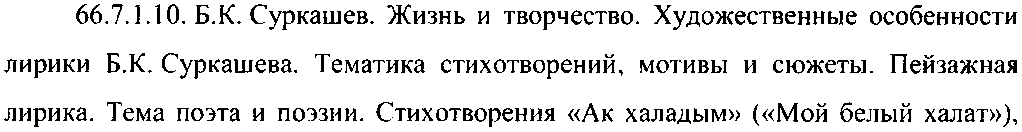 66.7.1.10. Б.К. Суркашев. Жизнь и творчество. Художественные особенности
лирики Б.К. Суркашева. Тематика стихотворений, мотивы и сюжеты. Пейзажная
лирика. Тема поэта и поэзии. Стихотворения «Ак халадым» («Мой белый халат»),